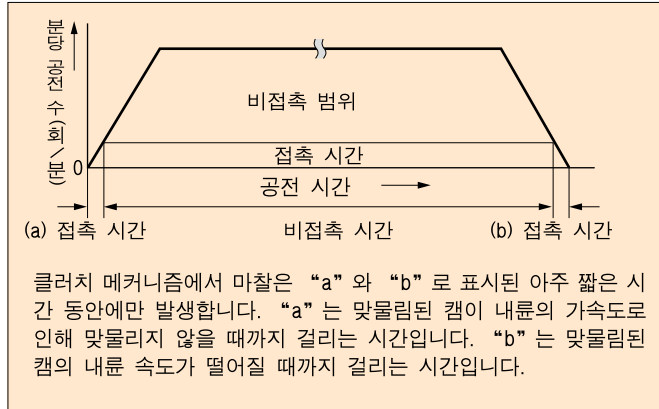 분당 공전 수(회/분)
비접촉 범위
접촉 시간
0
공전 시간
(a) 접촉 시간
비접촉 시간
(b) 접촉 시간
클러치 메커니즘에서 마찰은 “a” 와 “b” 로 표시된 아주 짧은 시
간 동안에만 발생합니다. “a” 는 맞물림된 캠이 내륜의 가속도로
인해 맞물리지 않을 때까지 걸리는 시간입니다. “b” 는 맞물림된
캠의 내륜 속도가 떨어질 때까지 걸리는 시간입니다.